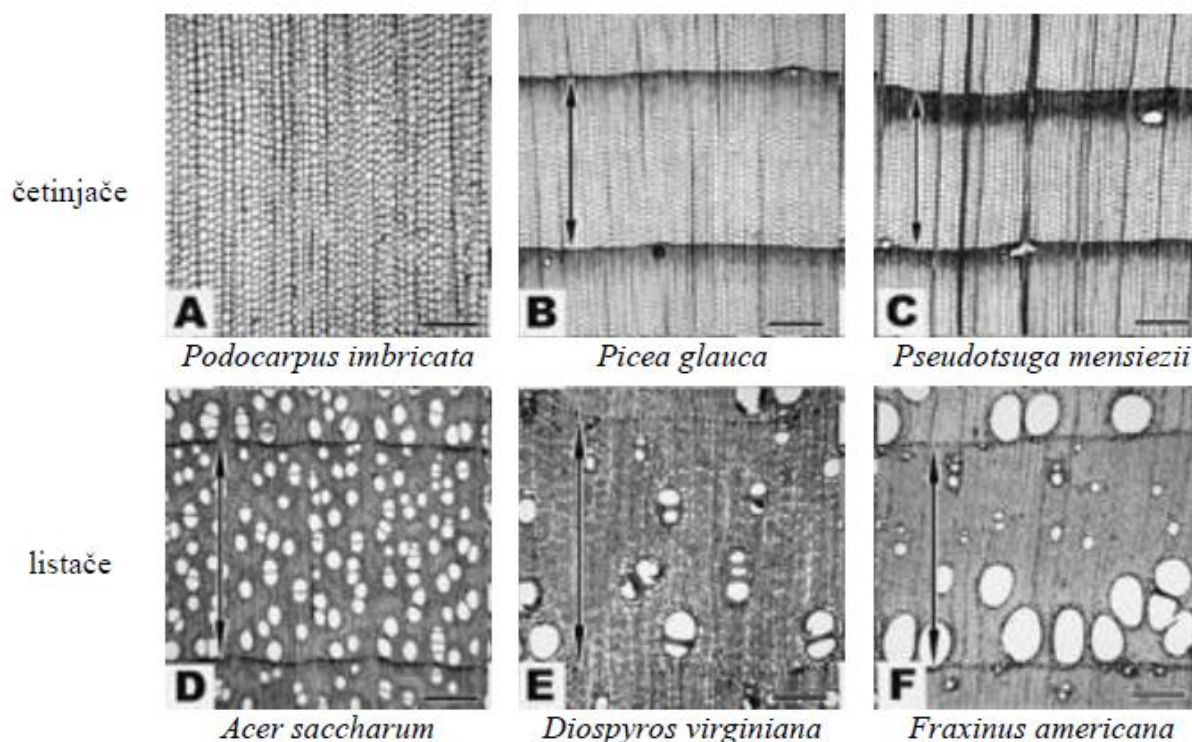 četinjače
A
B
C
Podocarpus imbricata
Picea glauca
Pseudotsuga mensiezii
listače
D
E
F
Acer saccharum
Diospyros virginiana
Fraxinus americana